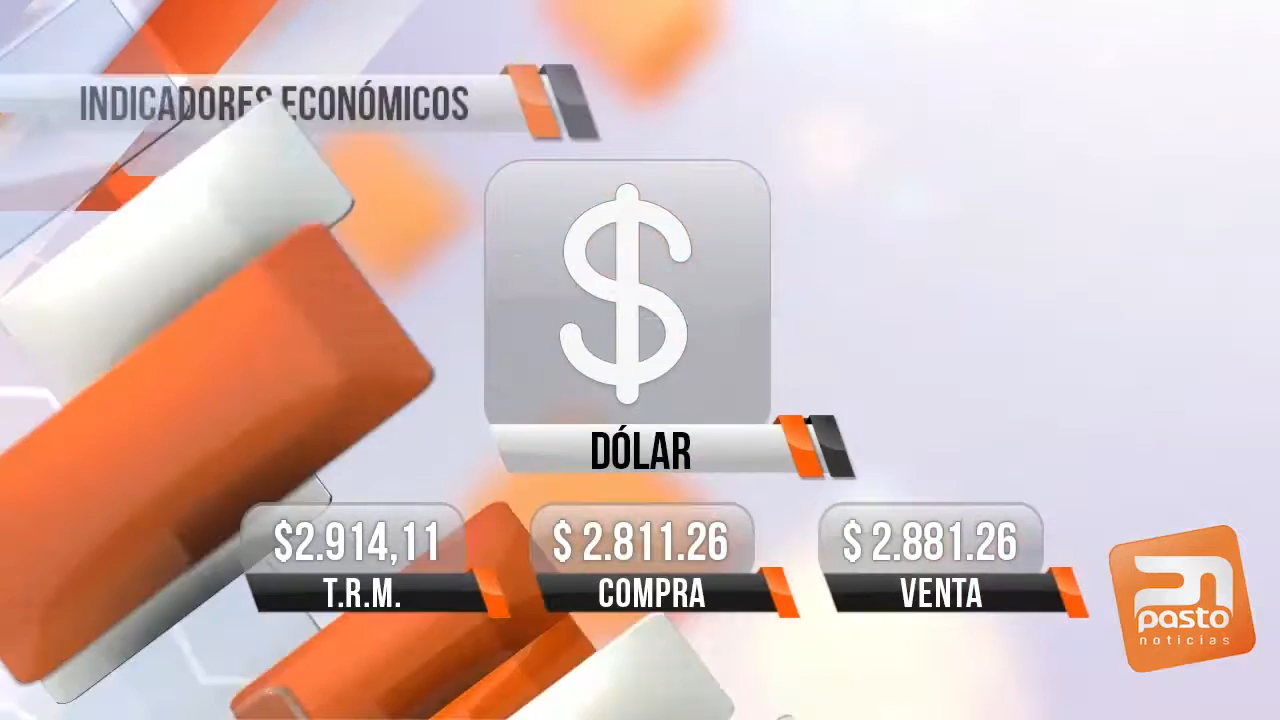 INDICADORES ECONÓMICOS
DÓLAR
$2.914,11
$ 2.811.26
$ 2.881.26
T.R.M.
COMPRA
VENTA
pasto
noticias